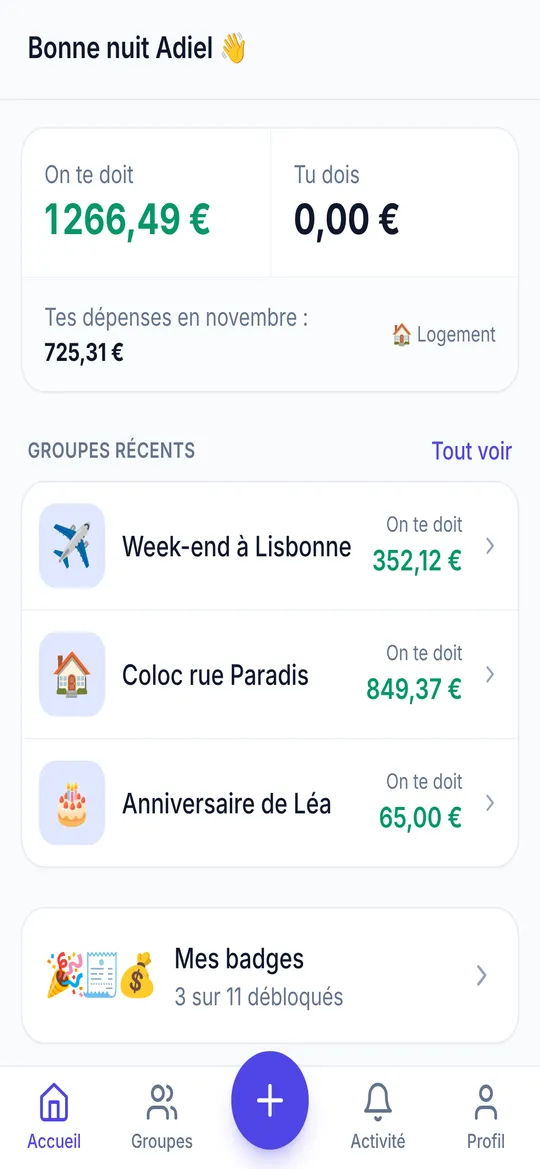 Bonne nuit Adiel 👋
On te doit
1266,49 €
Tu dois
0,00 €
Tes dépenses en novembre :
725,31 €
🏠 Logement
GROUPES RÉCENTS
Tout voir
Week-end à Lisbonne
On te doit
352,12 €
Coloc rue Paradis
On te doit
849,37 €
Anniversaire de Léa
On te doit
65,00 €
Mes badges
3 sur 11 débloqués
Accueil
Groupes
Activité
Profil